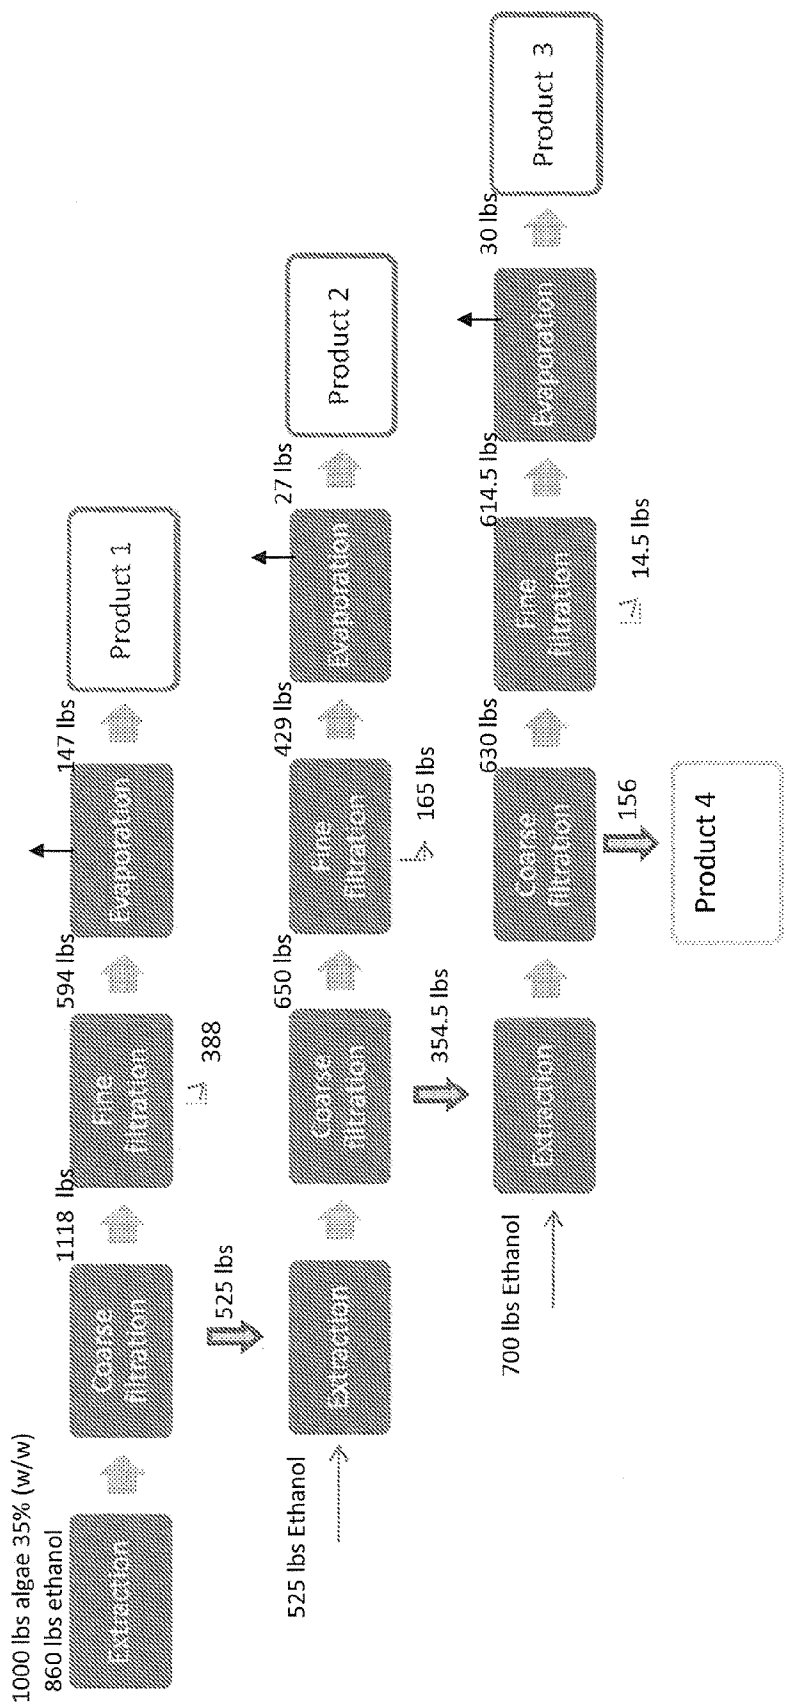 1000 lbs algae 35% (w/w)
860 lbs ethanol
Extraction
Coarse
filtration
1118 lbs
Fine
filtration
594 lbs
Evaporation
147 lbs
Product 1
525 lbs
388
525 lbs Ethanol
Extraction
Coarse
filtration
650 lbs
Fine
filtration
429 lbs
Evaporation
27 lbs
Product 2
354.5 lbs
165 lbs
700 lbs Ethanol
Extraction
Coarse
filtration
630 lbs
Fine
filtration
614.5 lbs
Evaporation
30 lbs
Product 3
156
14.5 lbs
Product 4